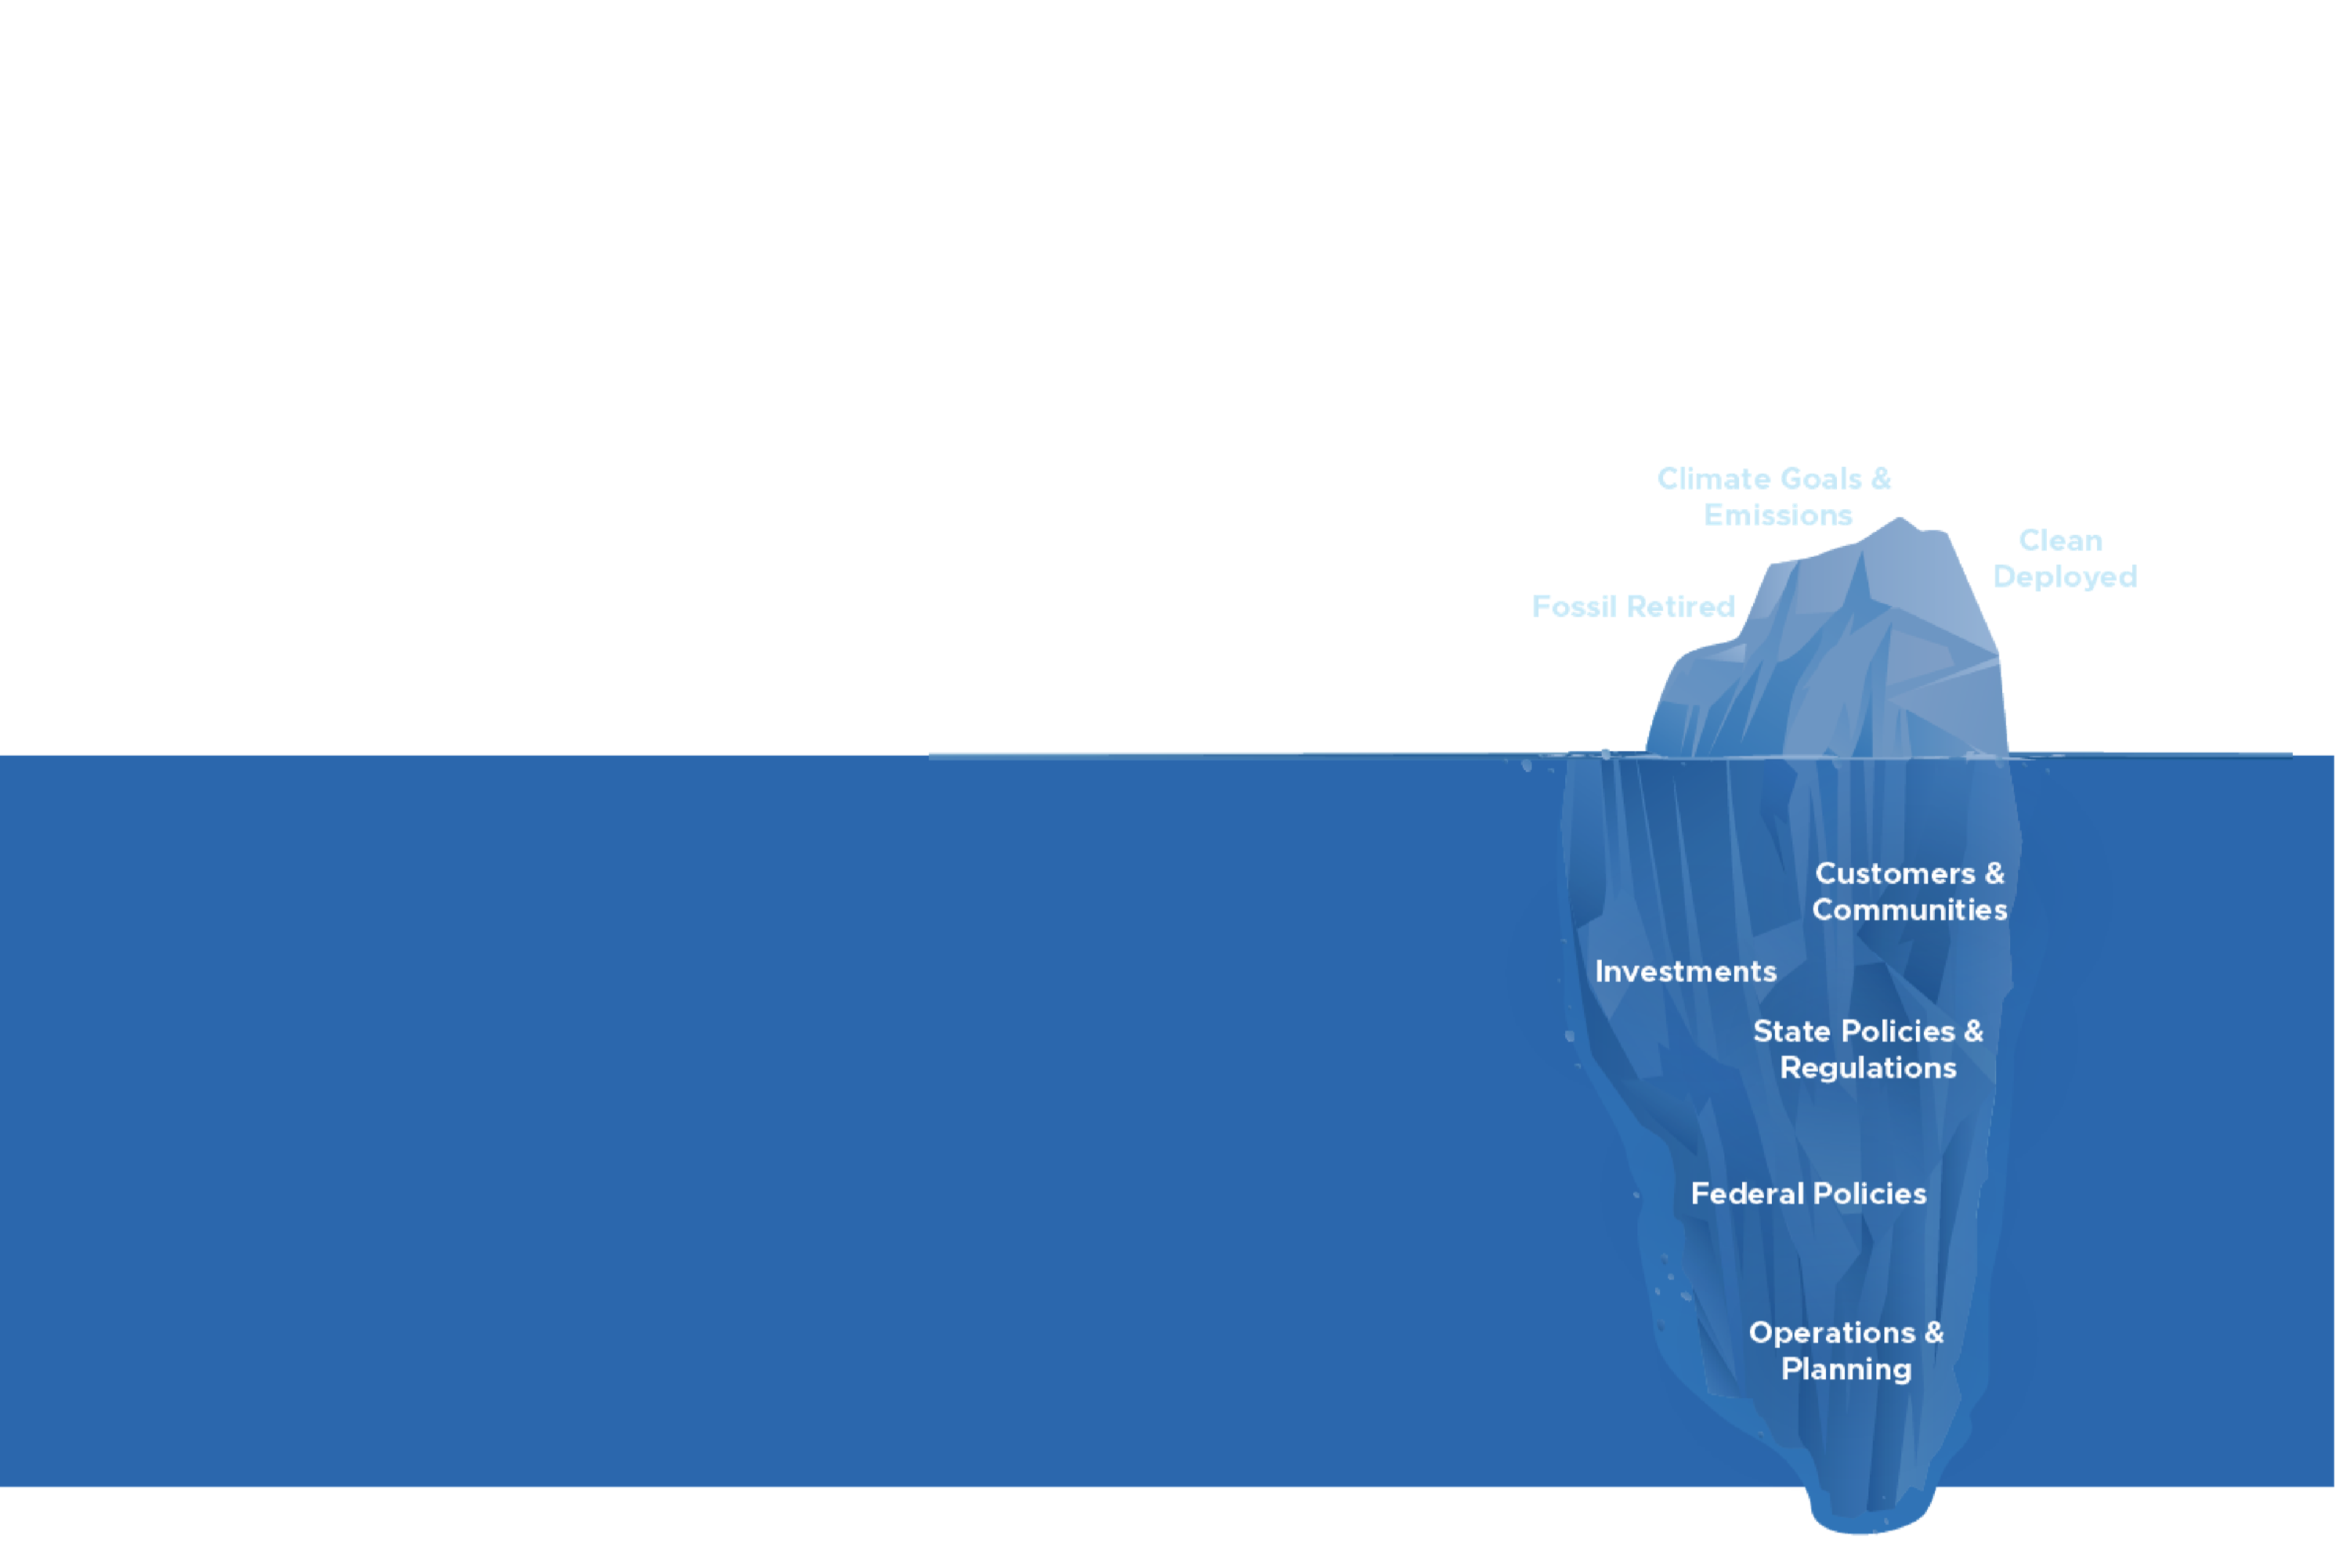 Climate Goals &
Emissions
Clean
Deployed
Fossil Retired
Customers &
Communities
Investments
State Policies &
Regulations
Federal Policies
Operations &
Planning